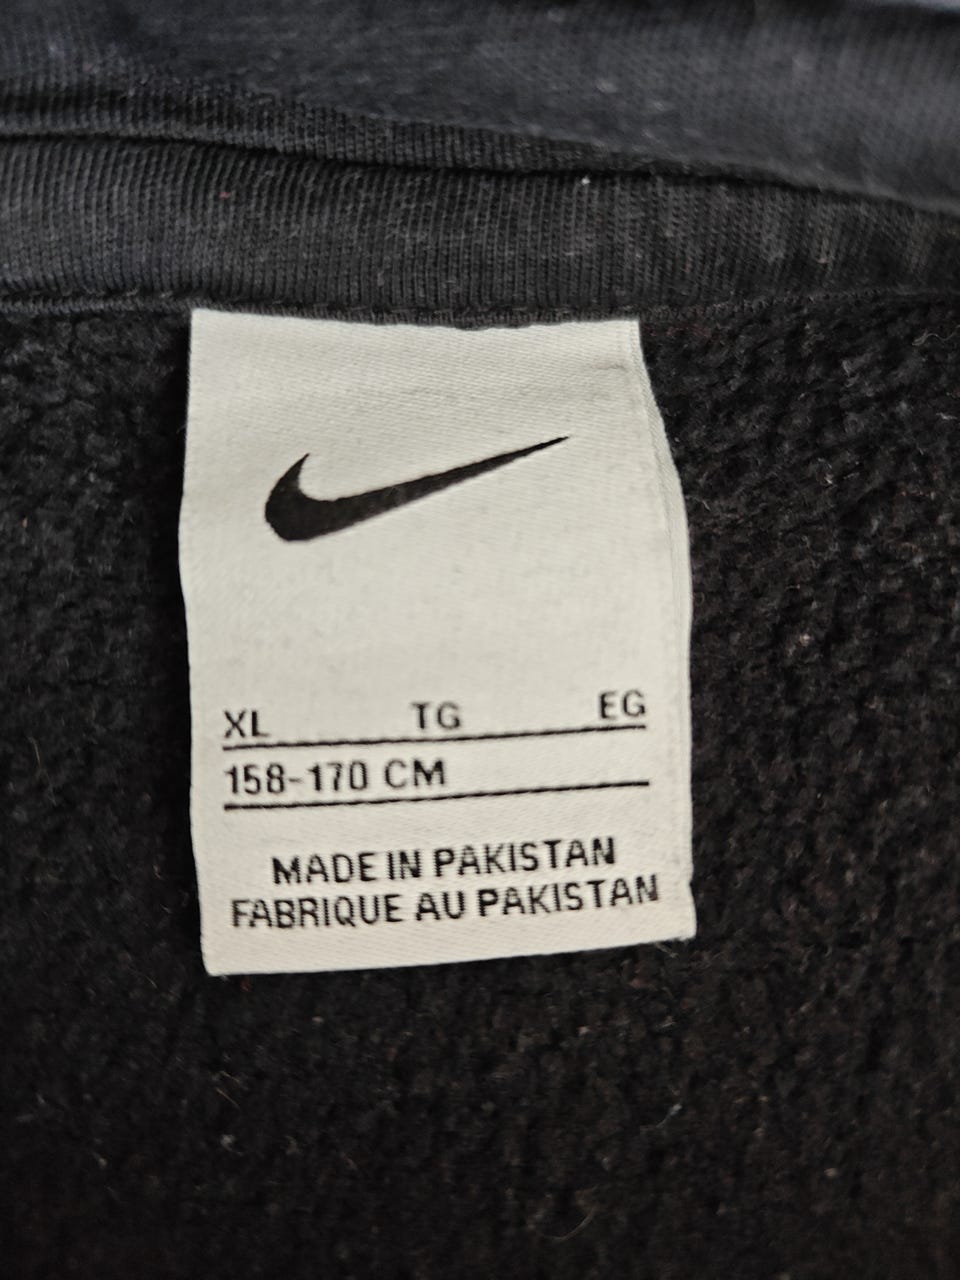 XL TG EG
158-170 CM
MADE IN PAKISTAN
FABRIQUE AU PAKISTAN